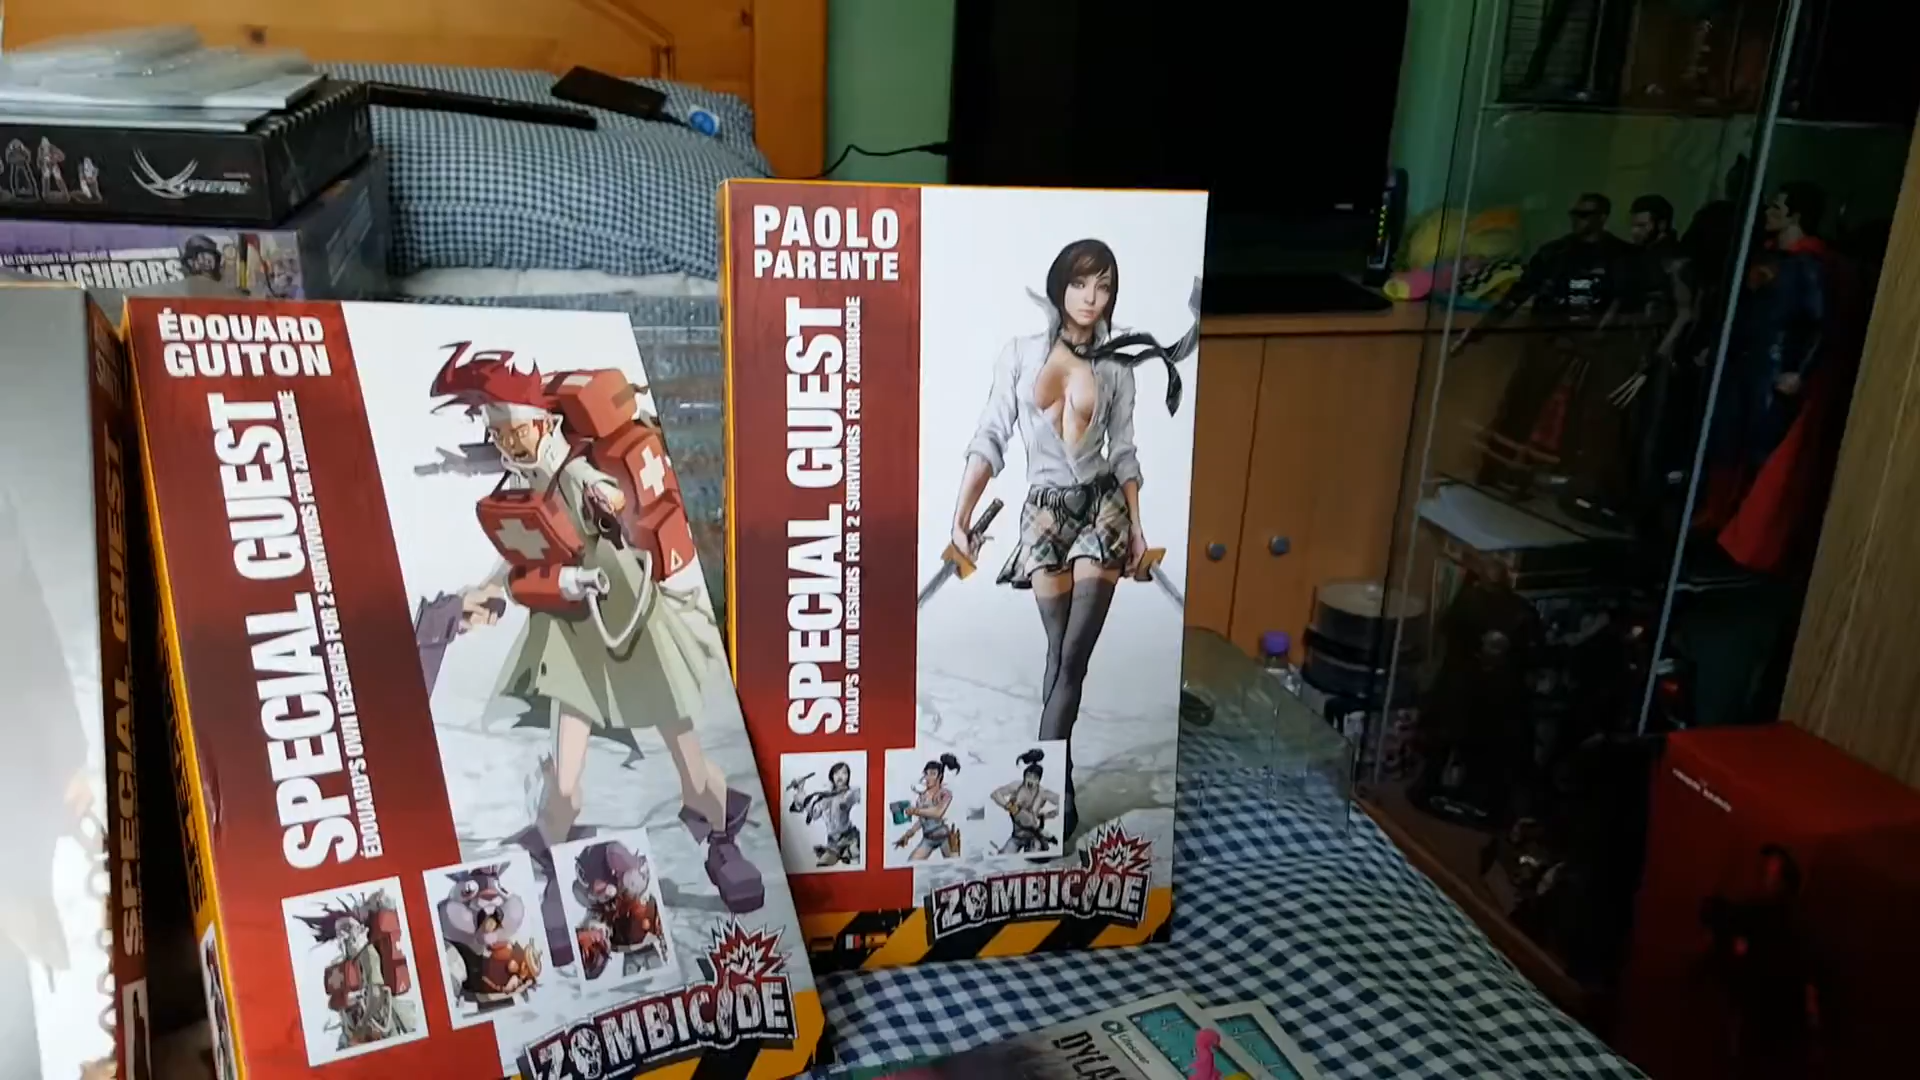 NEIGHBORS
ÉDOUARD
GUITON
SPECIAL GUEST
ÉDOUARD'S OWN DESIGNS FOR 2 SURVIVORS FOR ZOMBICIDE
ZOMBICIDE
PAOLO
PARENTE
SPECIAL GUEST
PAOLO'S OWN DESIGNS FOR 2 SURVIVORS FOR ZOMBICIDE
ZOMBICIDE
SPECIAL GUEST